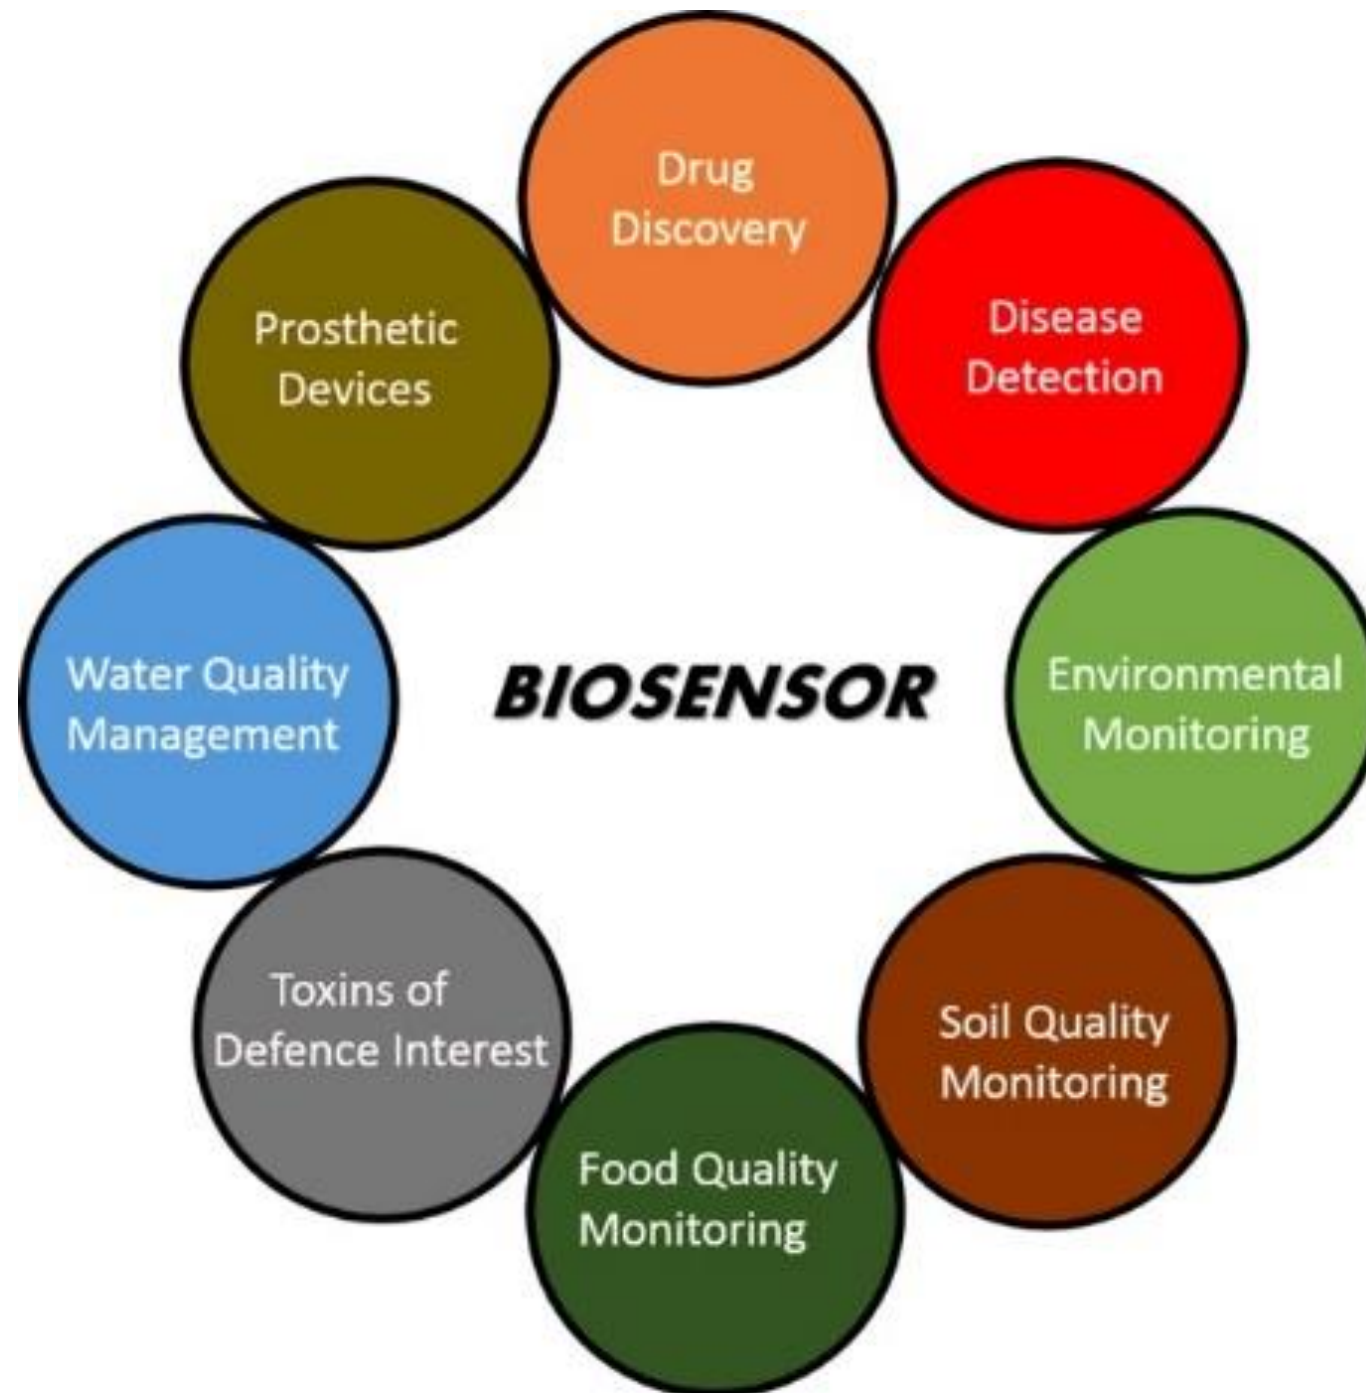 Drug
Discovery
Disease
Detection
Environmental
Monitoring
Soil Quality
Monitoring
Food Quality
Monitoring
Toxins of
Defence Interest
Water Quality
Management
Prosthetic
Devices
BIOSENSOR